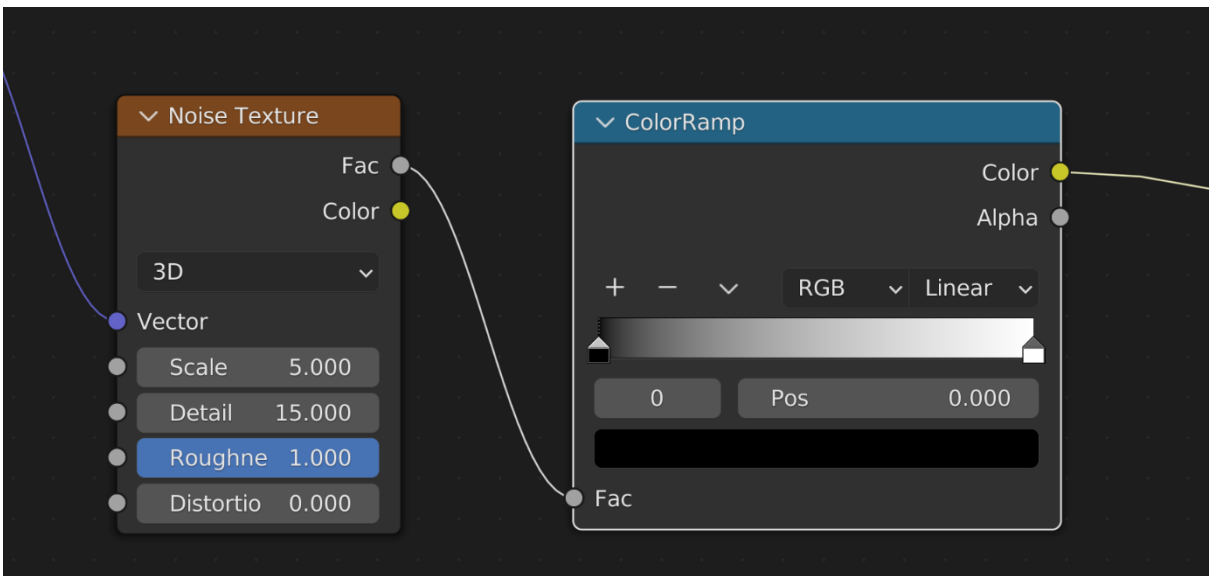 Noise Texture
Fac
Color
3D
Vector
Scale 5.000
Detail 15.000
Roughne 1.000
Distortio 0.000
ColorRamp
Color
Alpha
+ − RGB Linear
0 Pos 0.000
Fac